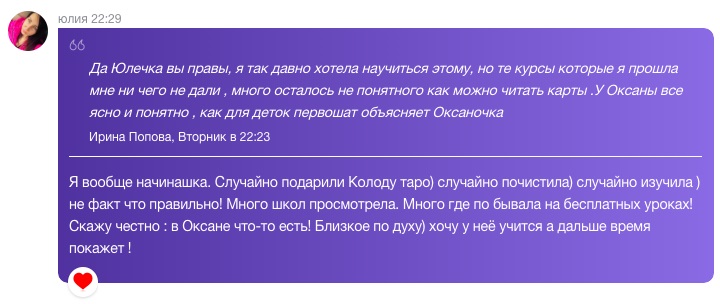 юлия 22:29
Да Юлечка вы правы, я так давно хотела научиться этому, но те курсы которые я прошла
мне ни чего не дали , много осталось не понятного как можно читать карты .У Оксаны все
ясно и понятно , как для деток первошат объясняет Оксаночка
Ирина Попова, Вторник в 22:23
Я вообще начинашка. Случайно подарили Колоду таро) случайно почистила) случайно изучила )
не факт что правильно! Много школ просмотрела. Много где по бывала на бесплатных уроках!
Скажу честно : в Оксане что-то есть! Близкое по духу) хочу у неё учится а дальше время
покажет !